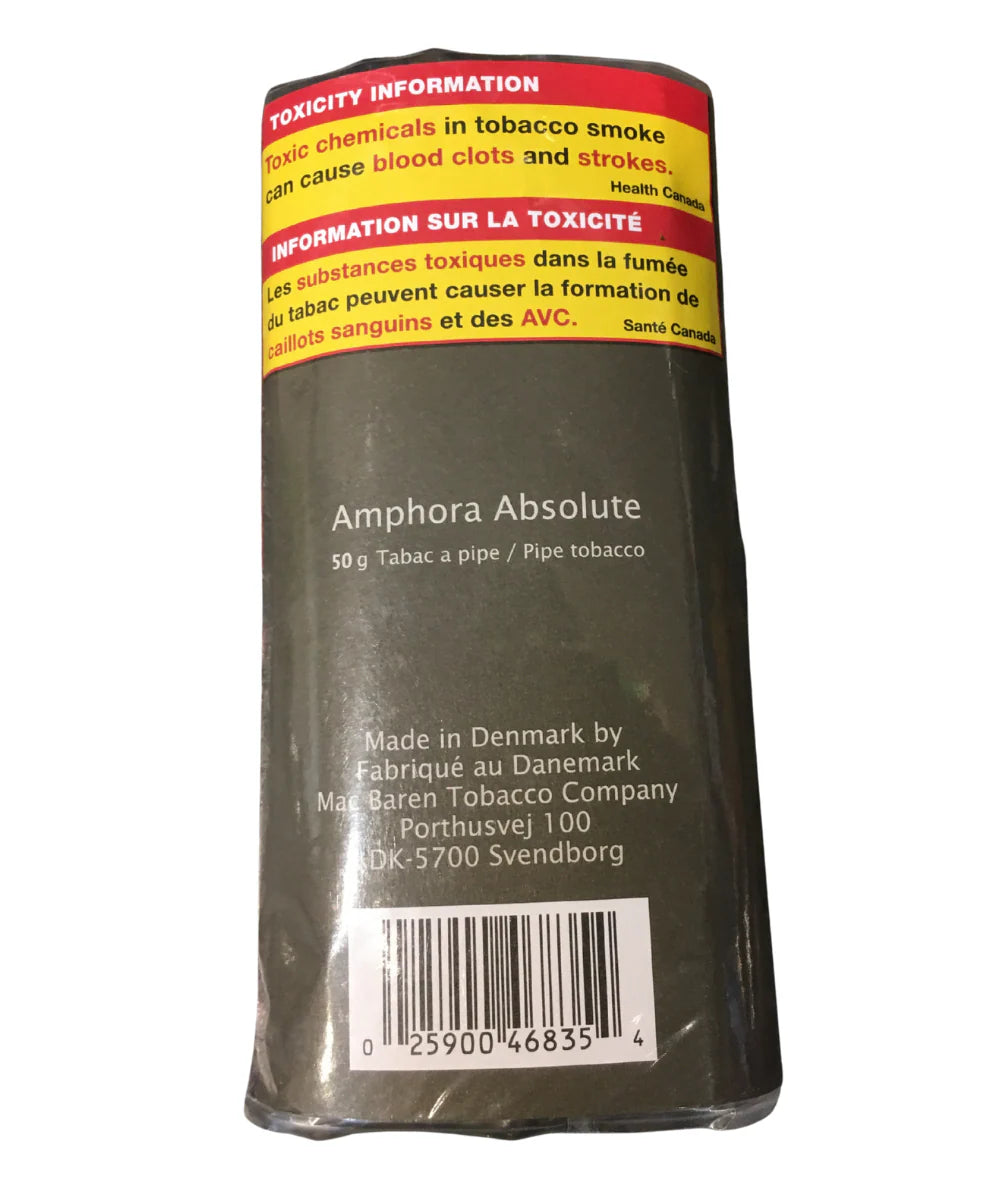 TOXICITY INFORMATION
Toxic chemicals in tobacco smoke
can cause blood clots and strokes.
Health Canada
INFORMATION SUR LA TOXICITÉ
Les substances toxiques dans la fumée
du tabac peuvent causer la formation de
caillots sanguins et des AVC.
Santé Canada
Amphora Absolute
50 g Tabac a pipe / Pipe tobacco
Made in Denmark by
Fabriqué au Danemark
Mac Baren Tobacco Company
Porthusvej 100
DK-5700 Svendborg
0 25900 46835 4